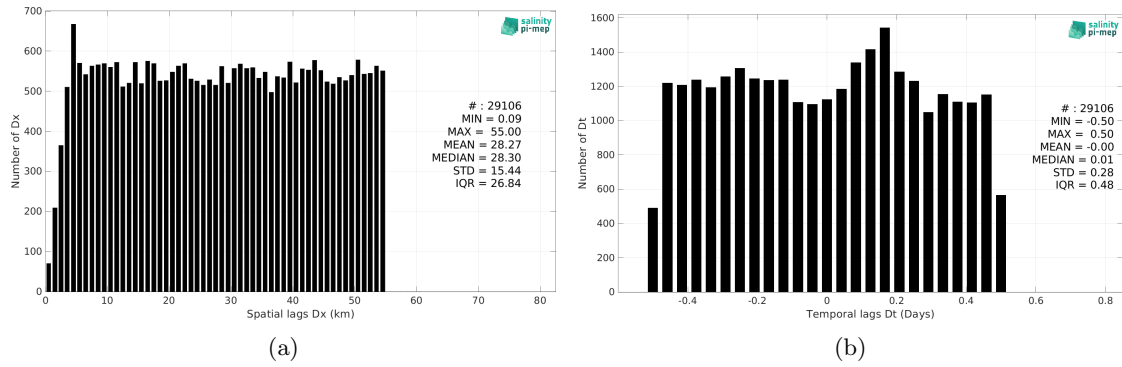 700
600
500
400
300
200
100
0
Number of Dx
0 10 20 30 40 50 60 70 80
Spatial lags Dx (km)
salinity
pi-mep
# : 29106
MIN = 0.09
MAX = 55.00
MEAN = 28.27
MEDIAN = 28.30
STD = 15.44
IQR = 26.84
(a)
1600
1400
1200
1000
800
600
400
200
0
Number of Dt
-0.4 -0.2 0 0.2 0.4 0.6 0.8
Temporal lags Dt (Days)
salinity
pi-mep
# : 29106
MIN = -0.50
MAX = 0.50
MEAN = -0.00
MEDIAN = 0.01
STD = 0.28
IQR = 0.48
(b)